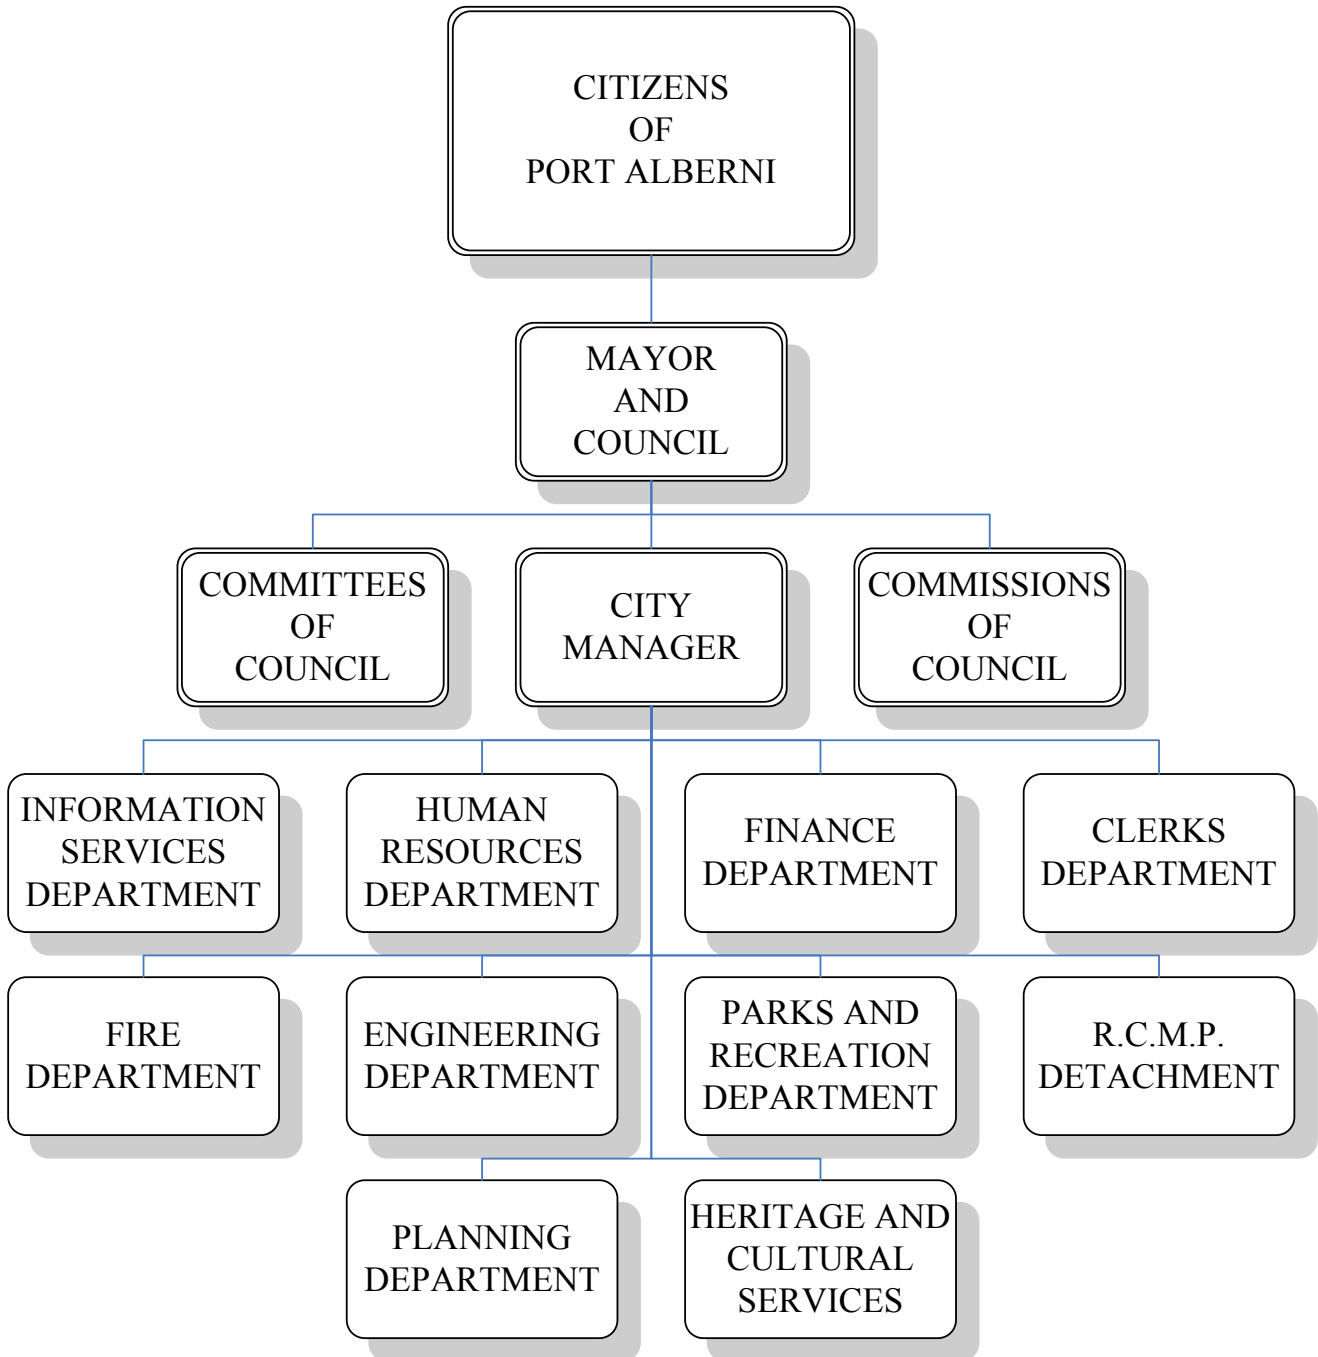 CITIZENS
OF
PORT ALBERNI
MAYOR
AND
COUNCIL
COMMITTEES
OF
COUNCIL
CITY
MANAGER
COMMISSIONS
OF
COUNCIL
INFORMATION
SERVICES
DEPARTMENT
HUMAN
RESOURCES
DEPARTMENT
FINANCE
DEPARTMENT
CLERKS
DEPARTMENT
FIRE
DEPARTMENT
ENGINEERING
DEPARTMENT
PARKS AND
RECREATION
DEPARTMENT
R.C.M.P.
DETACHMENT
PLANNING
DEPARTMENT
HERITAGE AND
CULTURAL
SERVICES